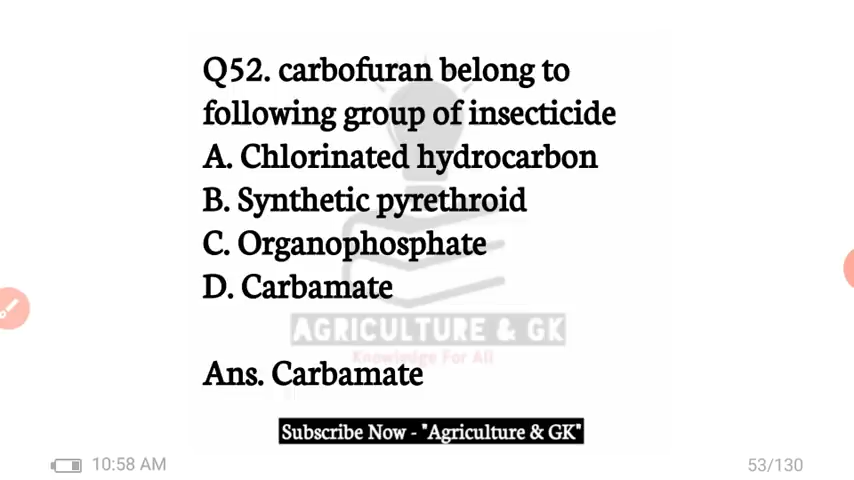 Q52. carbofuran belong to
following group of insecticide
A. Chlorinated hydrocarbon
B. Synthetic pyrethroid
C. Organophosphate
D. Carbamate
AGRICULTURE & GK
Knowledge For All
Ans. Carbamate
Subscribe Now - "Agriculture & GK"
10:58 AM
53/130